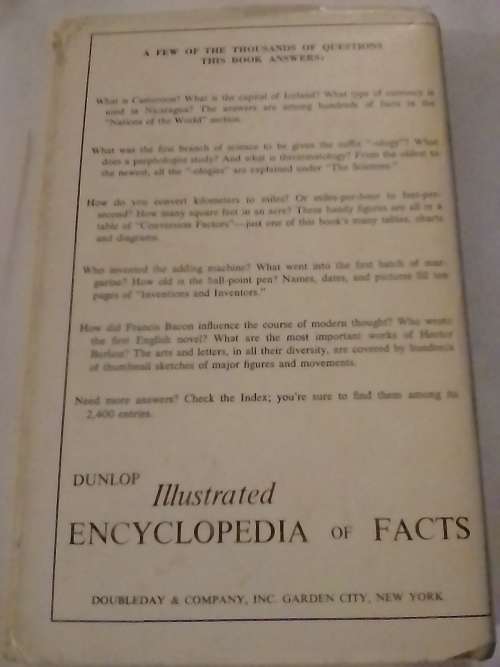 A FEW OF THE THOUSANDS OF QUESTIONS
THIS BOOK ANSWERS:
What is Cameroon? What is the capital of Iceland? What type of currency is
used in Nicaragua? The answers are among hundreds of facts in the
"Nations of the World" section.
What was the first branch of science to be given the suffix "-ology"? What
does a study? And what is From the oldest to
the newest, all the "-ologies" are explained under "The Sciences."
How do you convert kilometers to miles? Or miles-per-hour to feet-per-
second? How many square feet in an acre? These handy figures are all in a
table of "Conversion Factors"—just one of this book's many tables, charts
and diagrams.
Who invented the adding machine? What went into the first batch of mar-
garine? How old is the ball-point pen? Names, dates, and pictures fill ten
pages of "Inventions and Inventors."
How did Francis Bacon influence the course of modern thought? Who wrote
the first English novel? What are the most important works of Hector
Berlioz? The arts and letters, in all their diversity, are covered by hundreds
of thumbnail sketches of major figures and movements.
Need more answers? Check the Index; you're sure to find them among its
2,400 entries.
DUNLOP
Illustrated
ENCYCLOPEDIA OF FACTS
DOUBLEDAY & COMPANY, INC. GARDEN CITY, NEW YORK